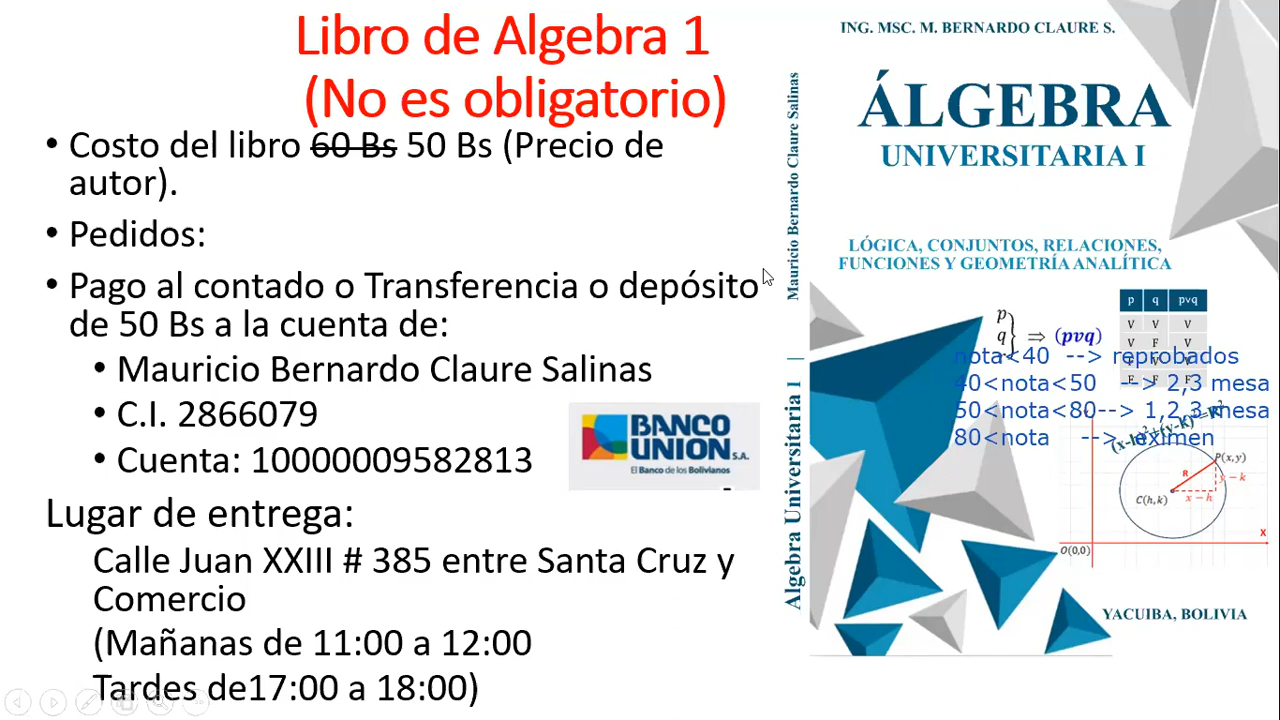 Libro de Algebra 1
(No es obligatorio)
• Costo del libro 60 Bs 50 Bs (Precio de
autor).
• Pedidos:
• Pago al contado o Transferencia o depósito
de 50 Bs a la cuenta de:
• Mauricio Bernardo Claure Salinas
• C.I. 2866079
• Cuenta: 10000009582813
BANCO
UNION S.A.
El Banco de los Bolivianos
Lugar de entrega:
Calle Juan XXIII # 385 entre Santa Cruz y
Comercio
(Mañanas de 11:00 a 12:00
Tardes de17:00 a 18:00)
Algebra Universitaria I | Mauricio Bernardo Claure Salinas
ING. MSC. M. BERNARDO CLAURE S.
ÁLGEBRA
UNIVERSITARIA I
LÓGICA, CONJUNTOS, RELACIONES,
FUNCIONES Y GEOMETRÍA ANALÍTICA
p q pvq
V V V
V F V
p
q
⇒ (pvq)
nota<40 --> reprobados
40<nota<50 --> 2,3 mesa
50<nota<80--> 1,2,3 mesa
80<nota --> eximen
P(x,y)
R
y − k
C(h,k)
x − h
X
O(0,0)
YACUIBA, BOLIVIA